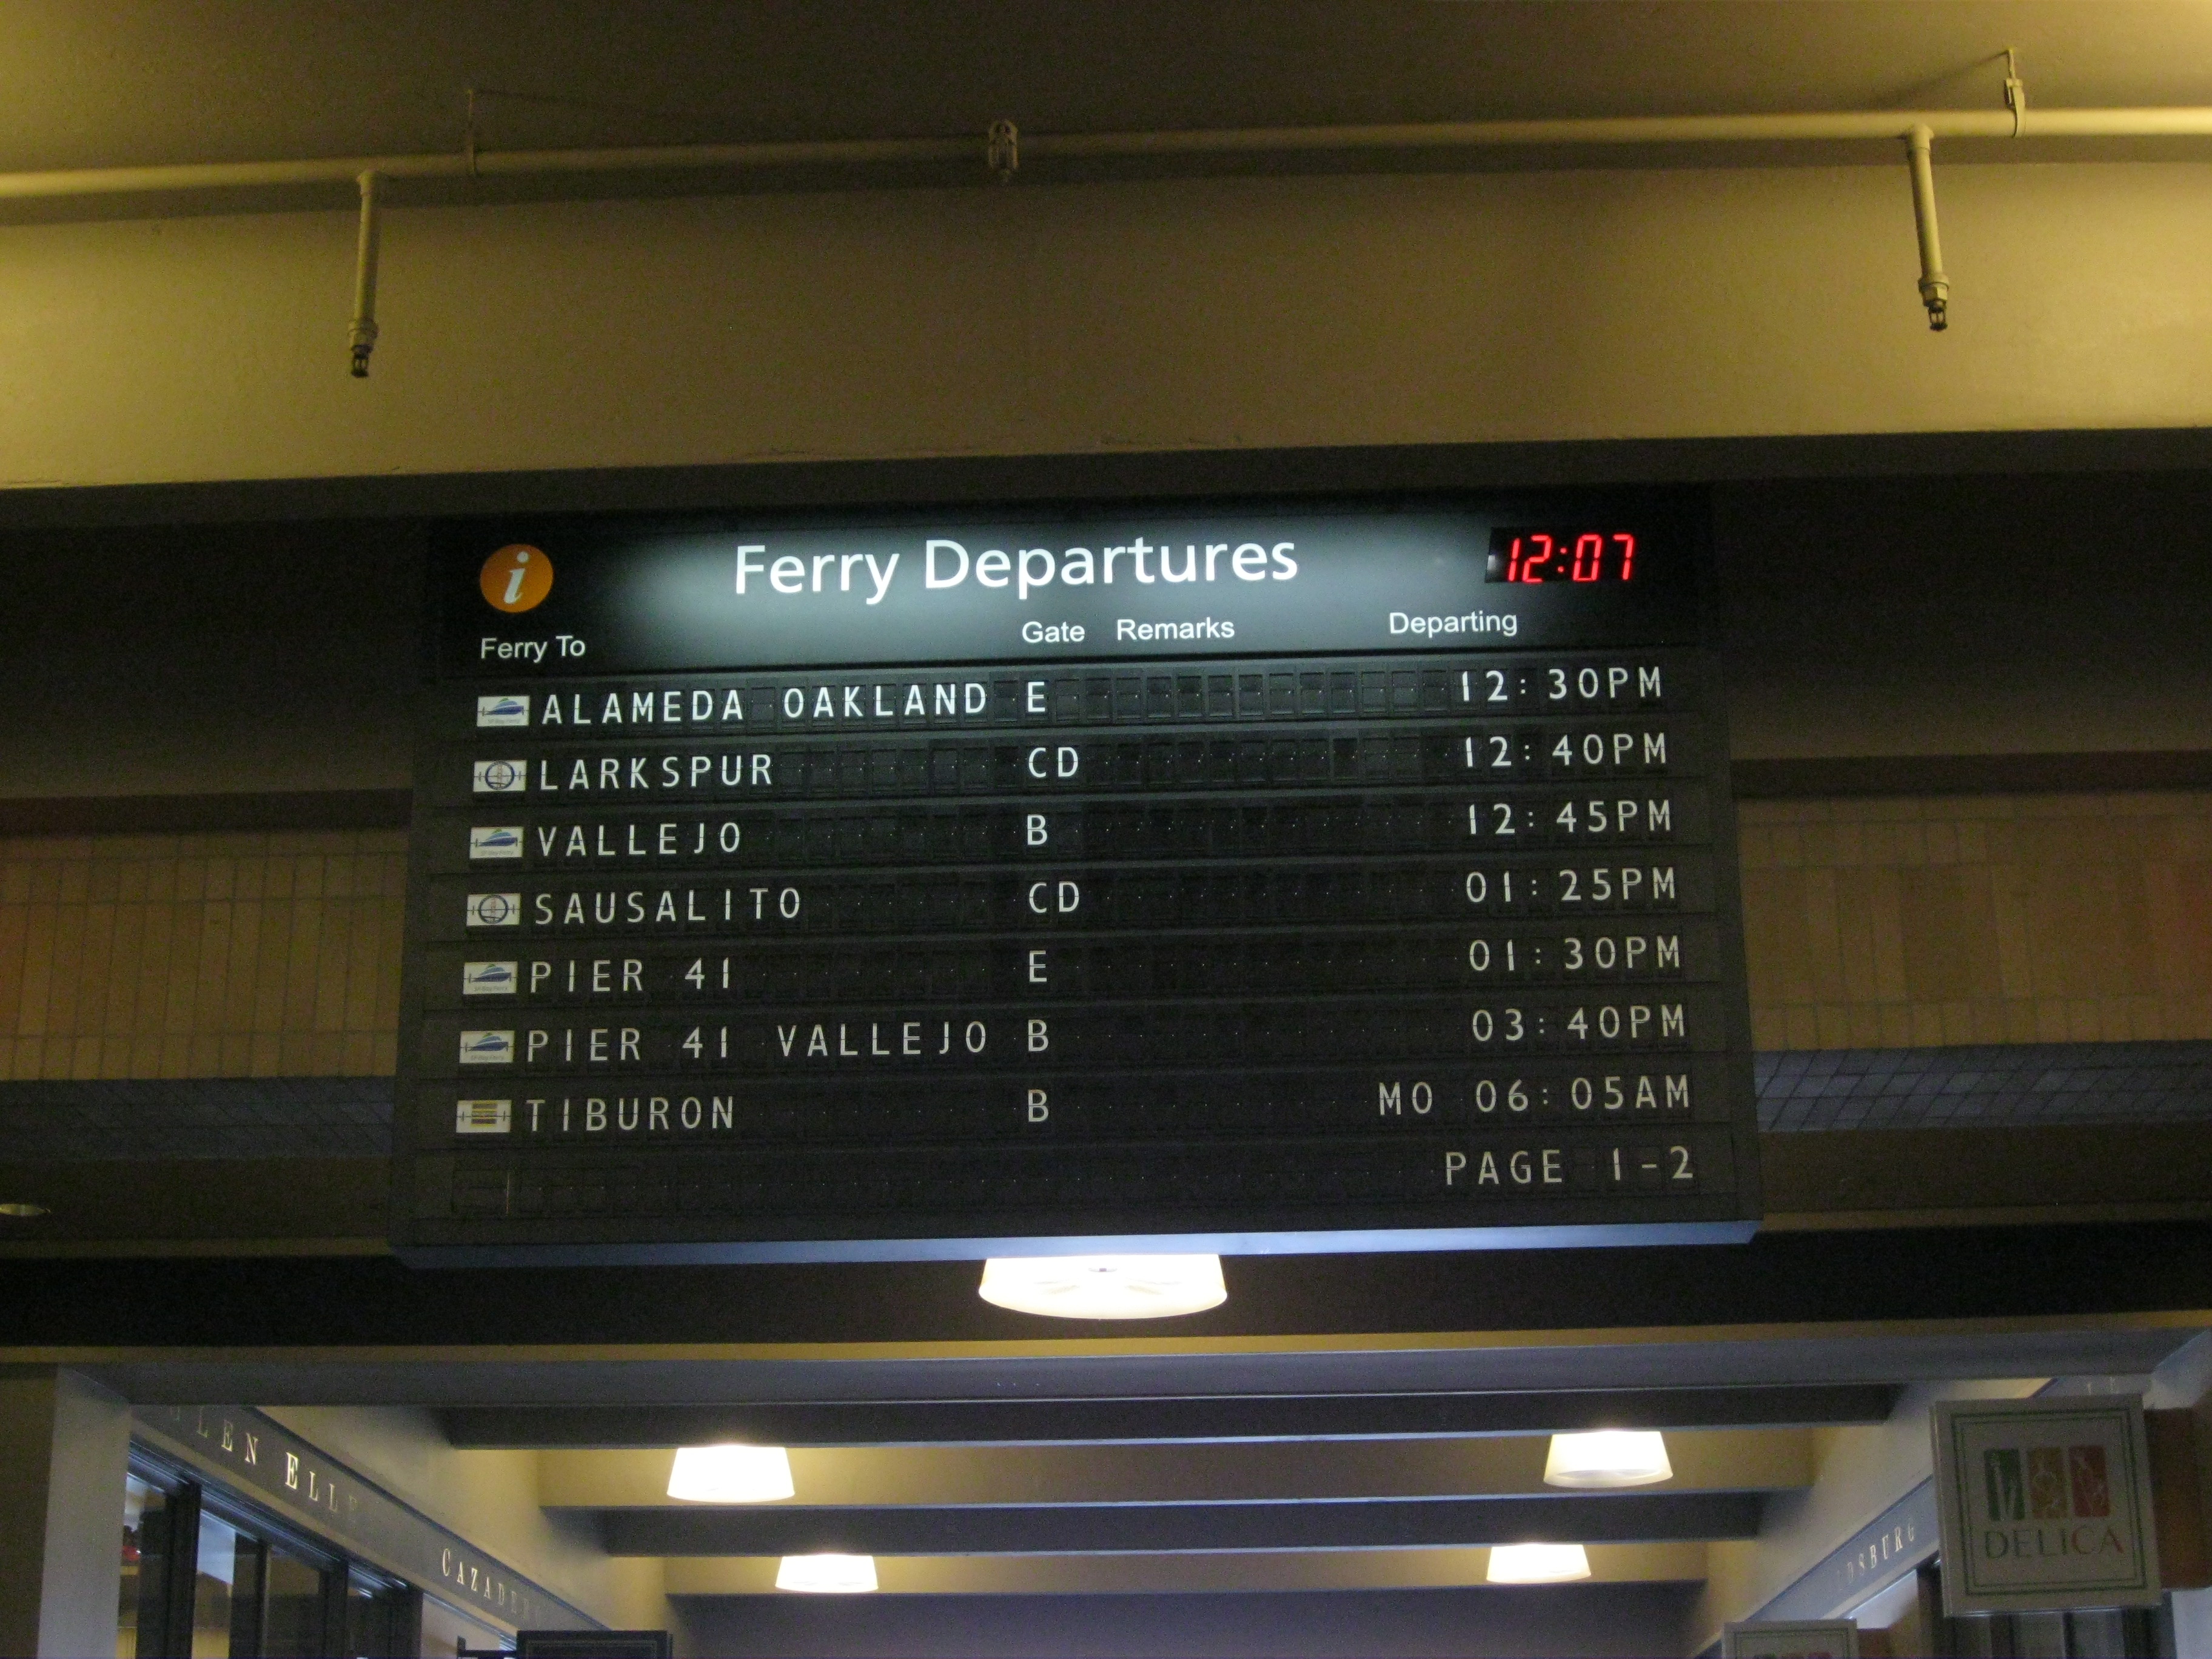 i Ferry Departures 12:07
Ferry To Gate Remarks Departing
ALAMEDA OAKLAND E 12:30PM
LARKSPUR CD 12:40PM
VALLEJO B 12:45PM
SAUSALITO CD 01:25PM
PIER 41 E 01:30PM
PIER 41 VALLEJO B 03:40PM
TIBURON B MO 06:05AM
PAGE 1-2
DELICA